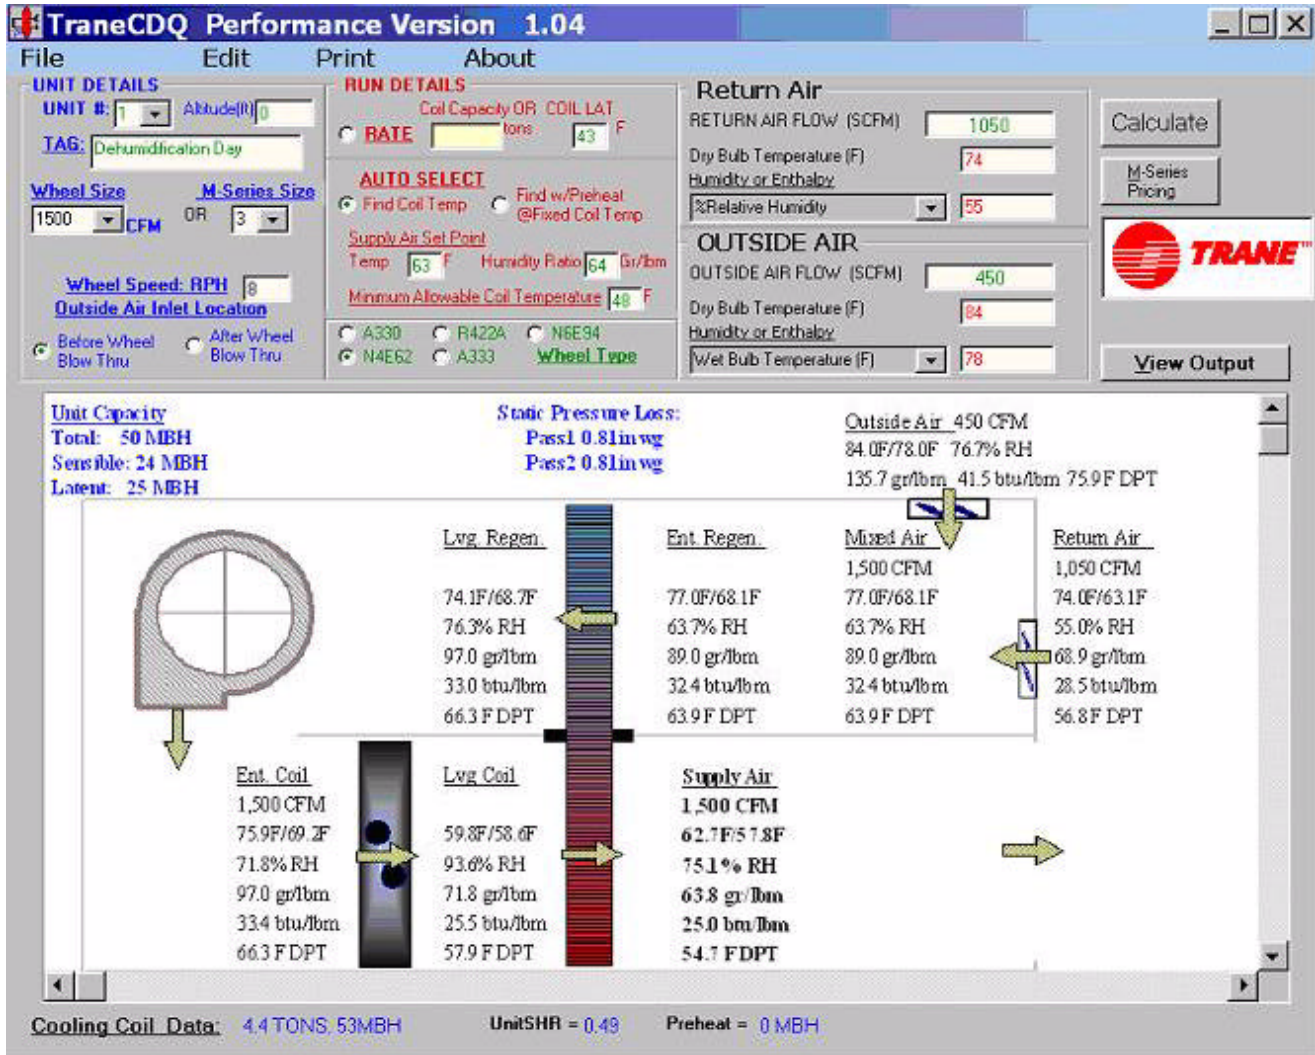 TraneCDQ Performance Version 1.04
File Edit Print About
UNIT DETAILS
UNIT #: 1 Altitude(ft) 0
TAG: Dehumidification Day
Wheel Size M-Series Size
1500 CFM OR 3
Wheel Speed: RPH 8
Outside Air Inlet Location
Before Wheel Blow Thru After Wheel Blow Thru
RUN DETAILS
Coil Capacity OR COIL LAT
RATE tons 43 F
AUTO SELECT
Find Coil Temp Find w/Preheat @Fixed Coil Temp
Supply Air Set Point
Temp 63 F Humidity Ratio 64 Gr/lbm
Minimum Allowable Coil Temperature 48 F
A330 R422A N6E94
N4E62 A333 Wheel Type
Return Air
RETURN AIR FLOW (SCFM) 1050
Dry Bulb Temperature (F) 74
Humidity or Enthalpy
%Relative Humidity 55
OUTSIDE AIR
OUTSIDE AIR FLOW (SCFM) 450
Dry Bulb Temperature (F) 84
Humidity or Enthalpy
Wet Bulb Temperature (F) 78
Calculate
M-Series Pricing
TRANE™
View Output
Unit Capacity
Total: 50 MBH
Sensible: 24 MBH
Latent: 25 MBH
Static Pressure Loss:
Pass1 0.81in wg
Pass2 0.81in wg
Outside Air 450 CFM
84.0F/78.0F 76.7% RH
135.7 gr/lbm 41.5 btu/lbm 75.9F DPT
Lvg. Regen.
74.1F/68.7F
76.3% RH
97.0 gr/lbm
33.0 btu/lbm
66.3 F DPT
Ent. Regen.
77.0F/68.1F
63.7% RH
89.0 gr/lbm
32.4 btu/lbm
63.9 F DPT
Mixed Air
1,500 CFM
77.0F/68.1F
63.7% RH
89.0 gr/lbm
32.4 btu/lbm
63.9 F DPT
Return Air
1,050 CFM
74.0F/63.1F
55.0% RH
68.9 gr/lbm
28.5 btu/lbm
56.8 F DPT
Ent. Coil
1,500 CFM
75.9F/69.2F
71.8% RH
97.0 gr/lbm
33.4 btu/lbm
66.3 F DPT
Lvg Coil
59.8F/58.6F
93.6% RH
71.8 gr/lbm
25.5 btu/lbm
57.9 F DPT
Supply Air
1,500 CFM
62.7F/57.8F
75.1% RH
63.8 gr/lbm
25.0 btu/lbm
54.7 F DPT
Cooling Coil Data: 4.4 TONS. 53MBH UnitSHR = 0.49 Preheat = 0 MBH